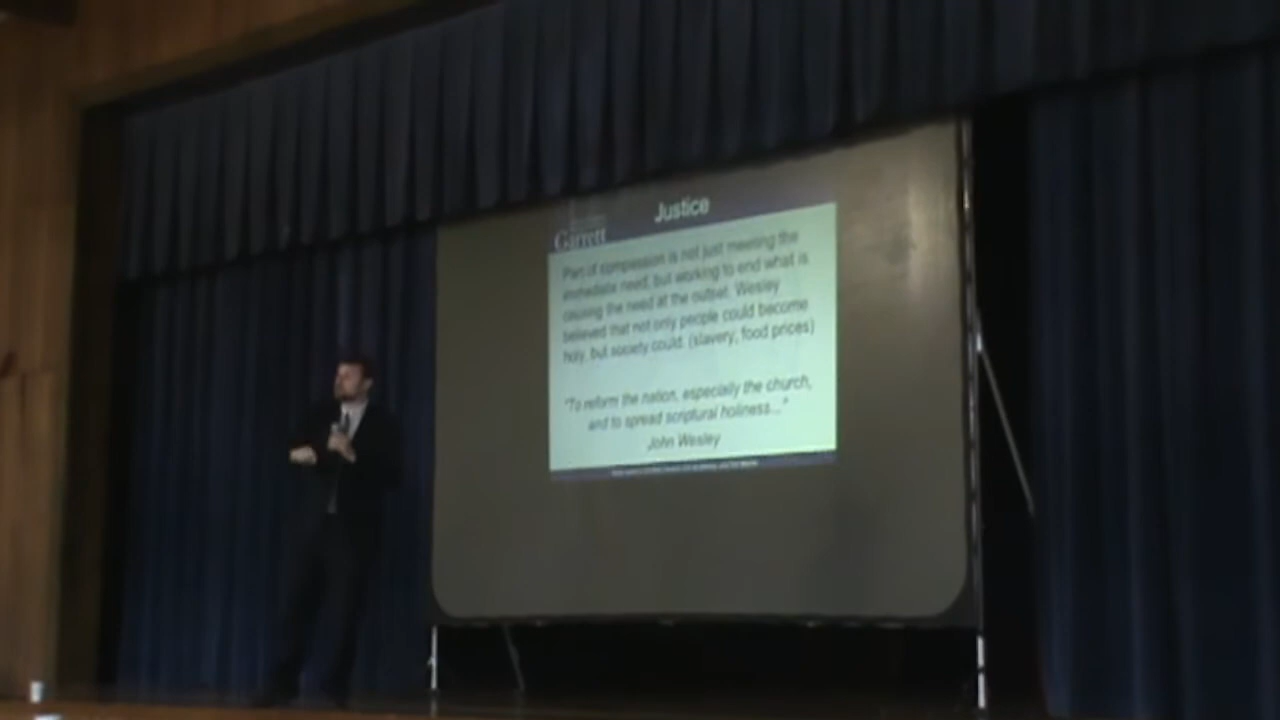 Justice
Garrett
Part of compassion is not just meeting the
immediate need, but working to end what is
causing the need at the outset. Wesley
believed that not only people could become
holy, but society could. (slavery, food prices)
"To reform the nation, especially the church,
and to spread scriptural holiness..."
John Wesley